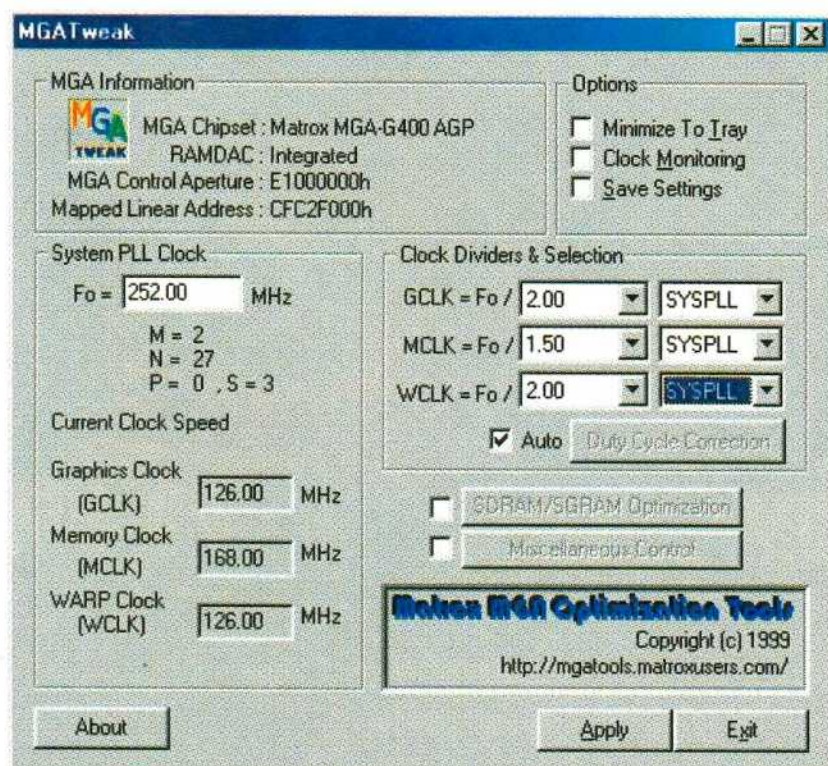 MGATweak
MGA Information
MGA TWEAK
MGA Chipset : Matrox MGA-G400 AGP
RAMDAC : Integrated
MGA Control Aperture : E1000000h
Mapped Linear Address : CFC2F000h
Options
Minimize To Tray
Clock Monitoring
Save Settings
System PLL Clock
Fo = 252.00 MHz
M = 2
N = 27
P = 0 , S = 3
Current Clock Speed
Graphics Clock
(GCLK) 126.00 MHz
Memory Clock
(MCLK) 168.00 MHz
WARP Clock
(WCLK) 126.00 MHz
Clock Dividers & Selection
GCLK = Fo / 2.00 SYSPLL
MCLK = Fo / 1.50 SYSPLL
WCLK = Fo / 2.00 SYSPLL
Auto Duty Cycle Correction
SDRAM/SGRAM Optimization
Miscellaneous Control
Matrox MGA Optimization Tools
Copyright (c) 1999
http://mgatools.matroxusers.com/
About
Apply
Exit